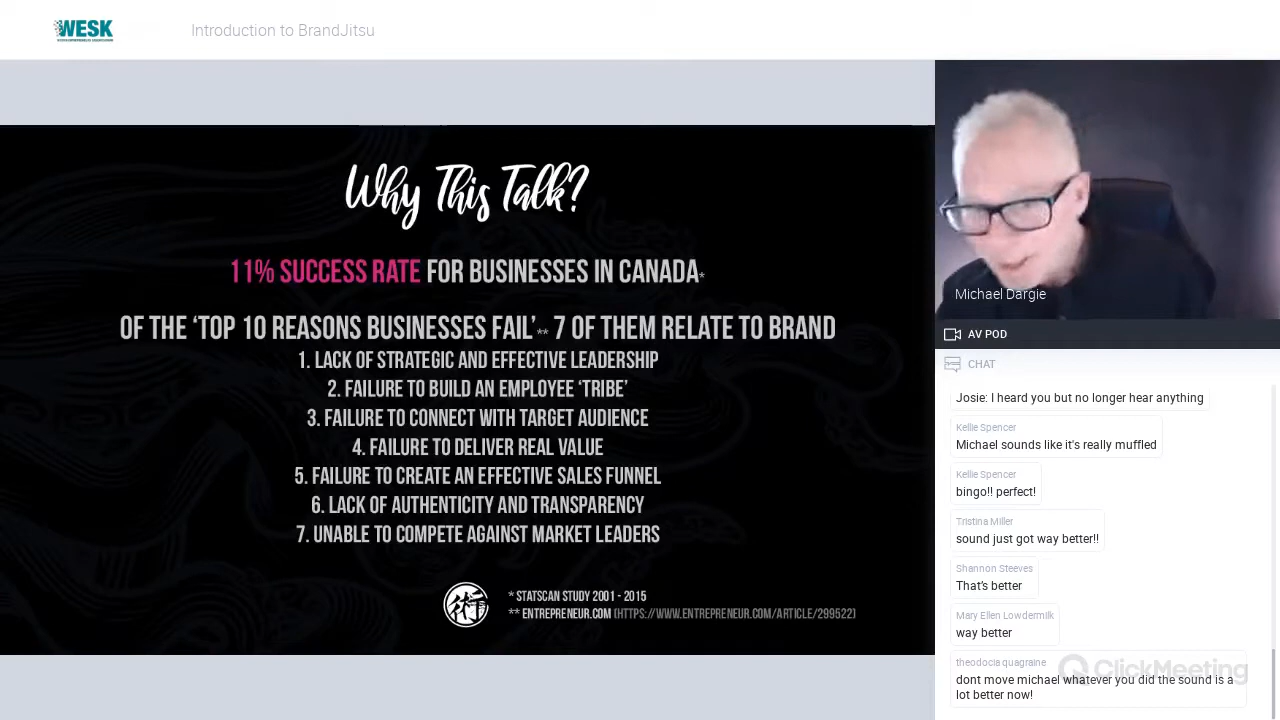 WESK
Introduction to BrandJitsu
Why This Talk?
11% SUCCESS RATE FOR BUSINESSES IN CANADA*
OF THE ‘TOP 10 REASONS BUSINESSES FAIL’** 7 OF THEM RELATE TO BRAND
1. LACK OF STRATEGIC AND EFFECTIVE LEADERSHIP
2. FAILURE TO BUILD AN EMPLOYEE ‘TRIBE’
3. FAILURE TO CONNECT WITH TARGET AUDIENCE
4. FAILURE TO DELIVER REAL VALUE
5. FAILURE TO CREATE AN EFFECTIVE SALES FUNNEL
6. LACK OF AUTHENTICITY AND TRANSPARENCY
7. UNABLE TO COMPETE AGAINST MARKET LEADERS
術
* STATSCAN STUDY 2001 - 2015
** ENTREPRENEUR.COM (HTTPS://WWW.ENTREPRENEUR.COM/ARTICLE/299522)
Michael Dargie
AV POD
CHAT
Josie: I heard you but no longer hear anything
Kellie Spencer
Michael sounds like it's really muffled
Kellie Spencer
bingo!! perfect!
Tristina Miller
sound just got way better!!
Shannon Steeves
That's better
Mary Ellen Lowdermilk
way better
theodocia quagraine
dont move michael whatever you did the sound is a
lot better now!
ClickMeeting